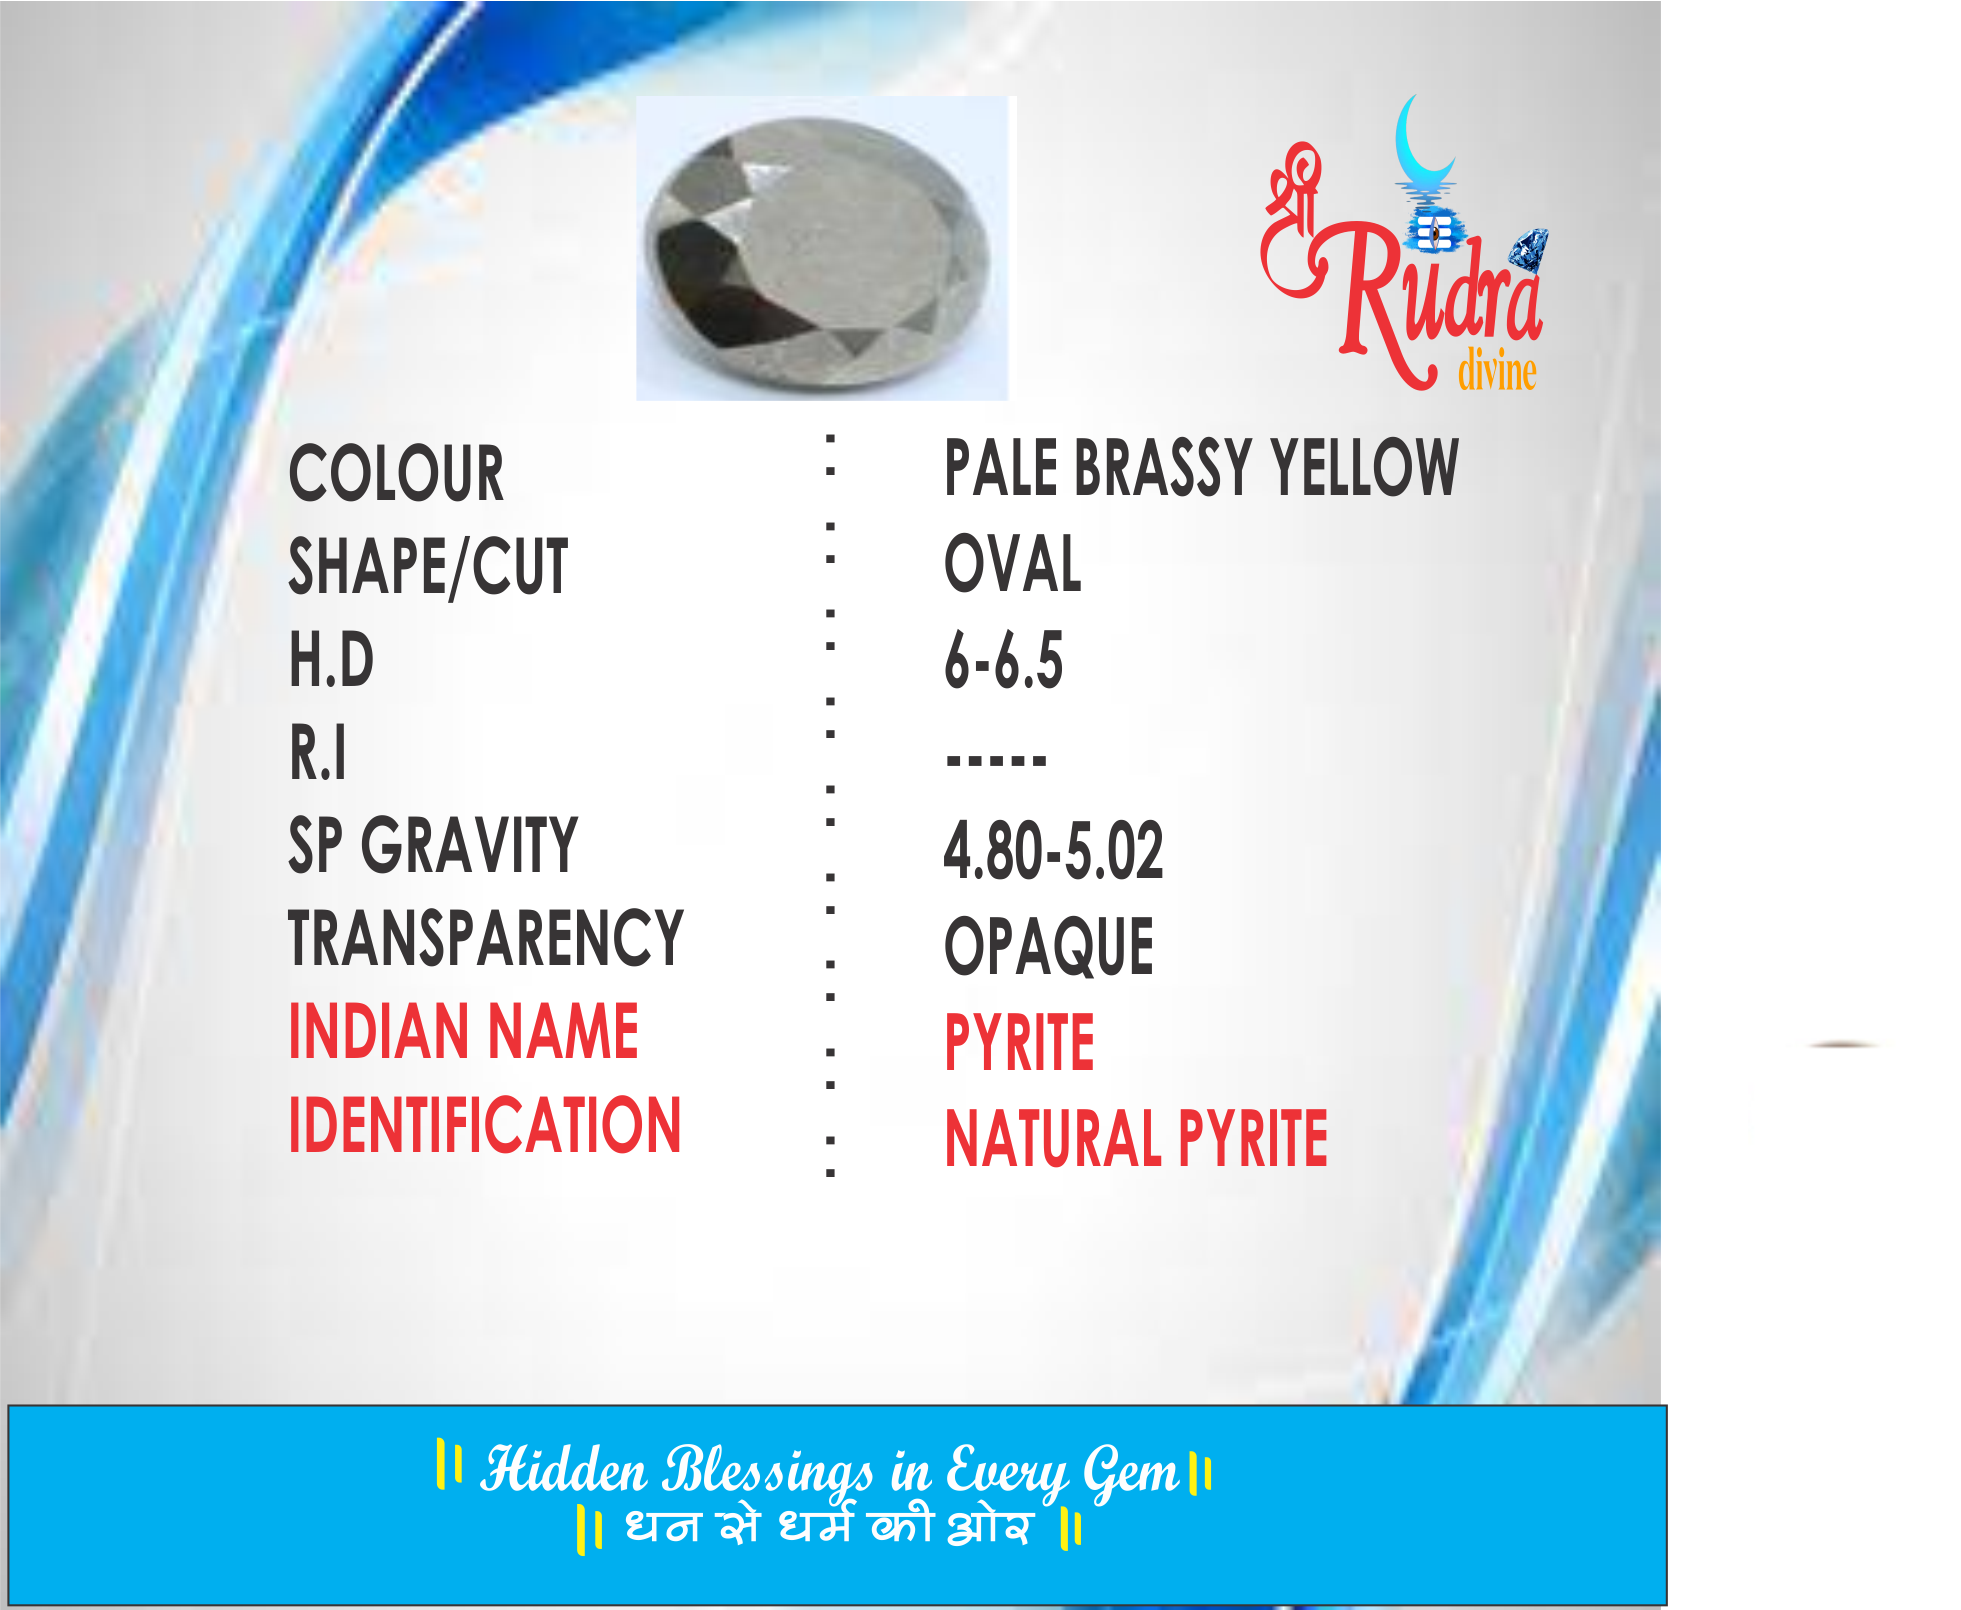 श्री
Rudra
divine
COLOUR : PALE BRASSY YELLOW
SHAPE/CUT : OVAL
H.D : 6-6.5
R.I : -----
SP GRAVITY : 4.80-5.02
TRANSPARENCY : OPAQUE
INDIAN NAME : PYRITE
IDENTIFICATION : NATURAL PYRITE
|| Hidden Blessings in Every Gem ||
|| धन से धर्म की ओर ||